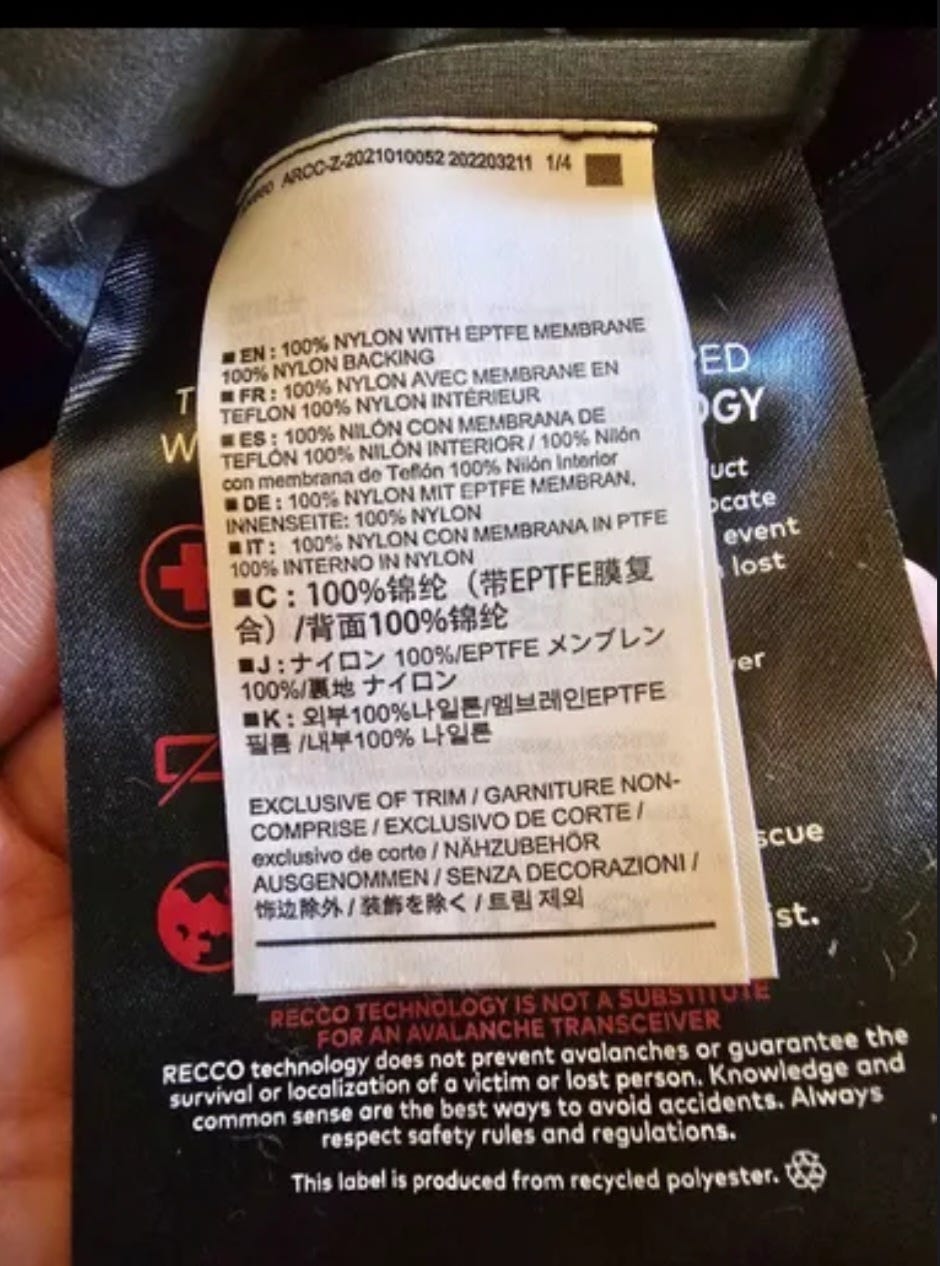 ARCC-Z-2021010052 202203211 1/4
■ EN : 100% NYLON WITH EPTFE MEMBRANE
100% NYLON BACKING
■ FR : 100% NYLON AVEC MEMBRANE EN
TEFLON 100% NYLON INTÉRIEUR
■ ES : 100% NILÓN CON MEMBRANA DE
TEFLÓN 100% NILÓN INTERIOR / 100% Nilón
con membrana de Teflón 100% Nilón Interior
■ DE : 100% NYLON MIT EPTFE MEMBRAN,
INNENSEITE: 100% NYLON
■ IT : 100% NYLON CON MEMBRANA IN PTFE
100% INTERNO IN NYLON
■C : 100%锦纶（带EPTFE膜复
合）/背面100%锦纶
■J : ナイロン 100%/EPTFE メンブレン
100%/裏地 ナイロン
■K : 외부100%나일론/멤브레인EPTFE
필름 /내부100% 나일론
EXCLUSIVE OF TRIM / GARNITURE NON-
COMPRISE / EXCLUSIVO DE CORTE /
exclusivo de corte / NÄHZUBEHÖR
AUSGENOMMEN / SENZA DECORAZIONI /
饰边除外 / 装飾を除く / 트림 제외
T
W
ED
OGY
uct
ocate
event
lost
er
scue
st.
RECCO TECHNOLOGY IS NOT A SUBSTITUTE
FOR AN AVALANCHE TRANSCEIVER
RECCO technology does not prevent avalanches or guarantee the
survival or localization of a victim or lost person. Knowledge and
common sense are the best ways to avoid accidents. Always
respect safety rules and regulations.
This label is produced from recycled polyester.